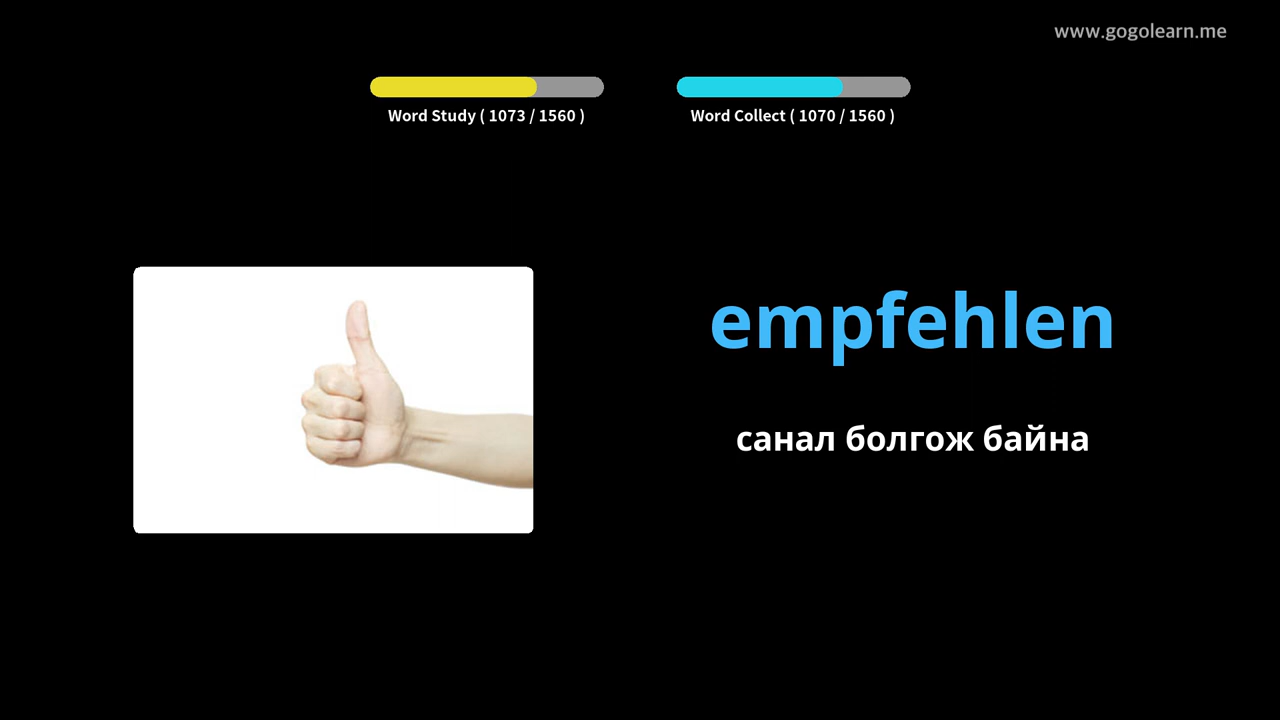 www.gogolearn.me
Word Study ( 1073 / 1560 )
Word Collect ( 1070 / 1560 )
empfehlen
санал болгож байна